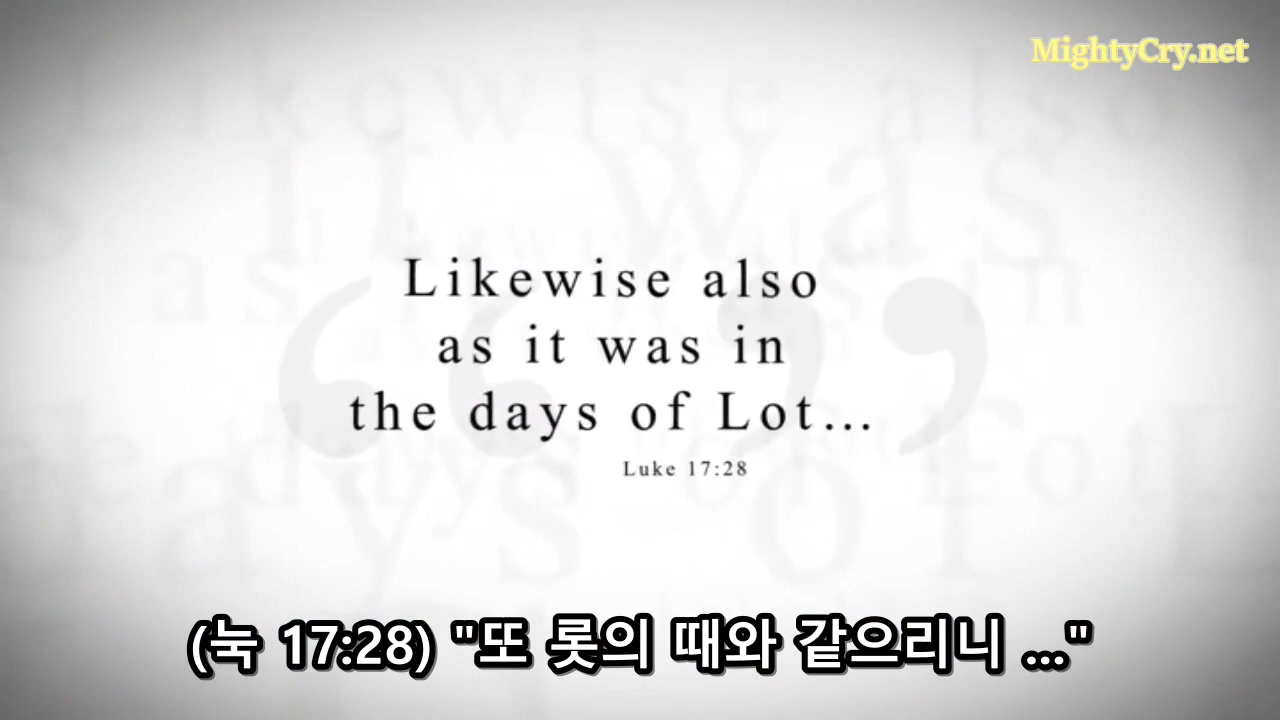 MightyCry.net
Likewise also
as it was in
the days of Lot...
Luke 17:28
(눅 17:28) "또 롯의 때와 같으리니 ..."